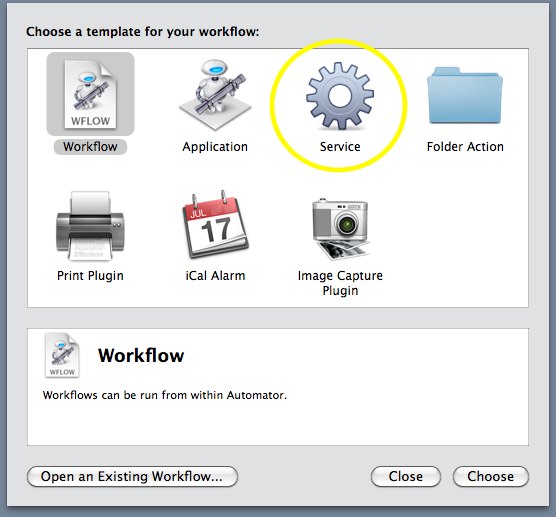 Choose a template for your workflow:
WFLOW
Workflow
Application
Service
Folder Action
JUL
17
Print Plugin
iCal Alarm
Image Capture
Plugin
WFLOW
Workflow
Workflows can be run from within Automator.
Open an Existing Workflow...
Close
Choose